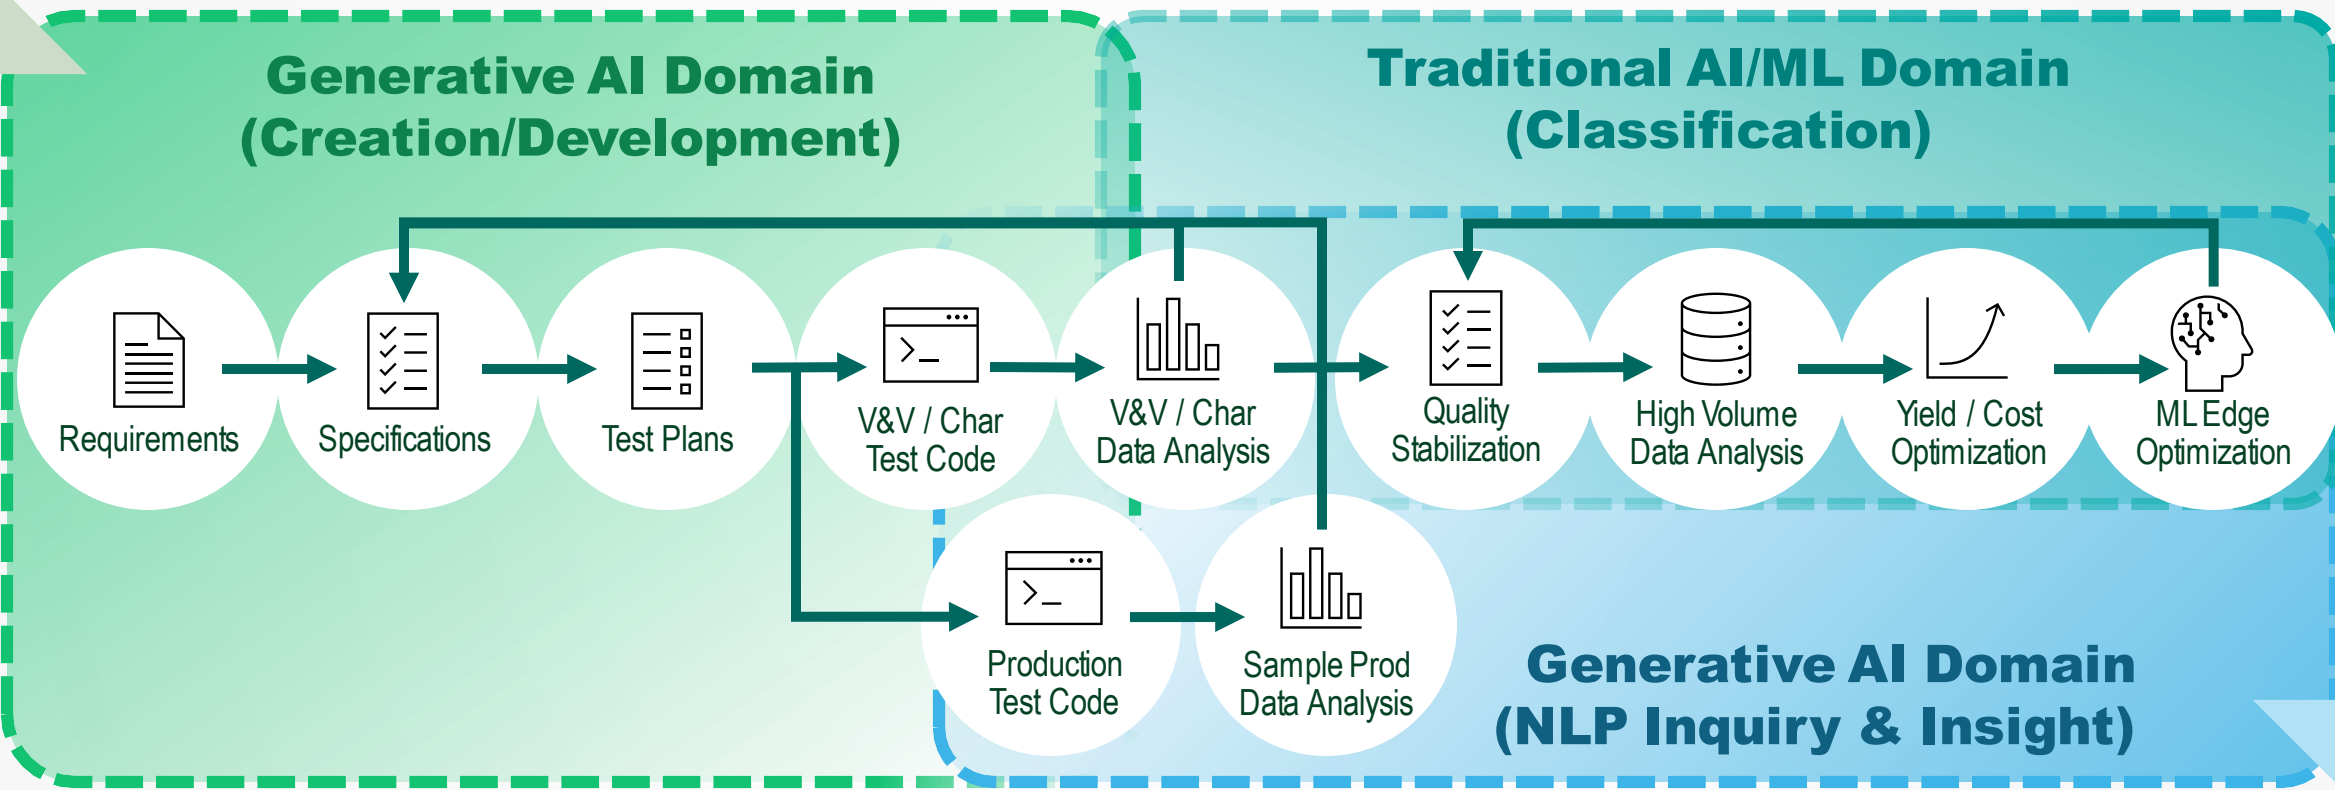 Generative AI Domain
(Creation/Development)
Traditional AI/ML Domain
(Classification)
Requirements
Specifications
Test Plans
V&V / Char
Test Code
V&V / Char
Data Analysis
Quality
Stabilization
High Volume
Data Analysis
Yield / Cost
Optimization
ML Edge
Optimization
Production
Test Code
Sample Prod
Data Analysis
Generative AI Domain
(NLP Inquiry & Insight)